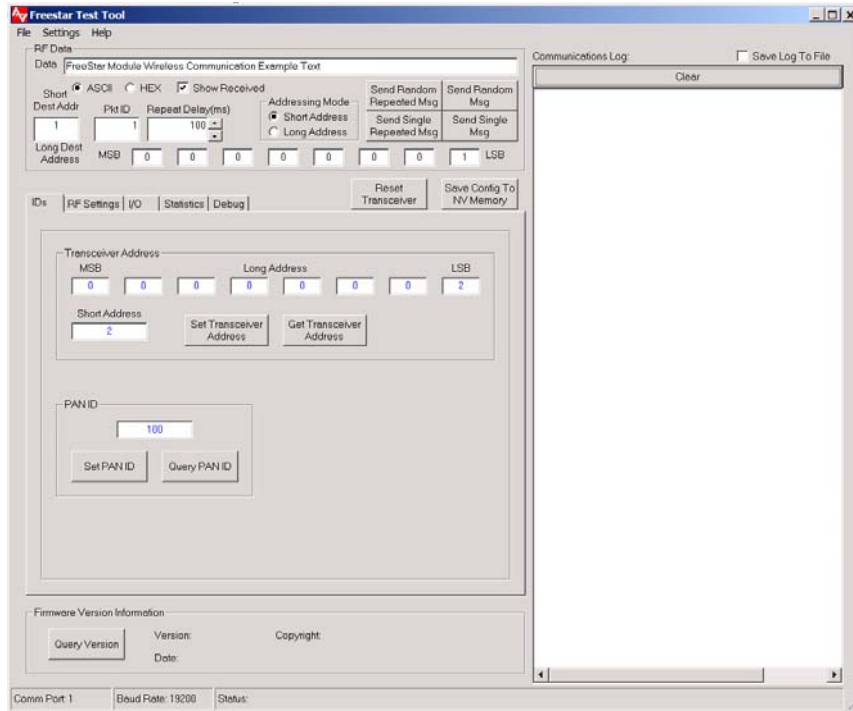 Freestar Test Tool
File Settings Help
RF Data
Data FreeStar Module Wireless Communication Example Text
ASCII HEX Show Received
Short Dest Addr
1
Pkt ID
1
Repeat Delay(ms)
100
Addressing Mode
Short Address
Long Address
Send Random Repeated Msg
Send Random Msg
Send Single Repeated Msg
Send Single Msg
Long Dest Address
MSB 0 0 0 0 0 0 0 1 LSB
Reset Transceiver
Save Config To NV Memory
IDs RF Settings I/O Statistics Debug
Transceiver Address
MSB Long Address LSB
0 0 0 0 0 0 0 2
Short Address
2
Set Transceiver Address
Get Transceiver Address
PAN ID
100
Set PAN ID
Query PAN ID
Firmware Version Information
Query Version
Version:
Copyright:
Date:
Comm Port: 1
Baud Rate: 19200
Status:
Communications Log:
Save Log To File
Clear